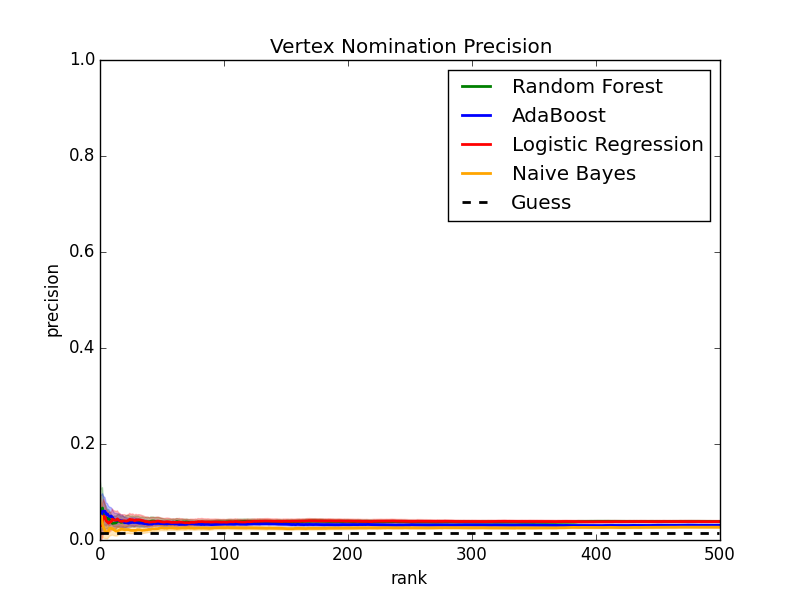 Vertex Nomination Precision
1.0
0.8
0.6
0.4
0.2
0.0
precision
Random Forest
AdaBoost
Logistic Regression
Naive Bayes
Guess
0 100 200 300 400 500
rank